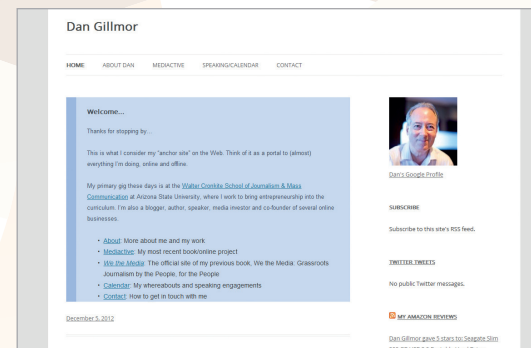 Dan Gillmor
HOME ABOUT DAN MEDIACTIVE SPEAKING/CALENDAR CONTACT
Welcome...
Thanks for stopping by...
This is what I consider my "anchor site" on the Web. Think of it as a portal to (almost)
everything I'm doing, online and offline.
My primary gig these days is at the Walter Cronkite School of Journalism & Mass
Communication at Arizona State University, where I work to bring entrepreneurship into the
curriculum. I'm also a blogger, author, speaker, media investor and co-founder of several online
businesses.
• About: More about me and my work
• Mediactive: My most recent book/online project
• We the Media: The official site of my previous book, We the Media: Grassroots
Journalism by the People, for the People
• Calendar: My whereabouts and speaking engagements
• Contact: How to get in touch with me
December 5, 2012
Dan's Google Profile
SUBSCRIBE
Subscribe to this site's RSS feed.
TWITTER TWEETS
No public Twitter messages.
MY AMAZON REVIEWS
Dan Gillmor gave 5 stars to: Seagate Slim